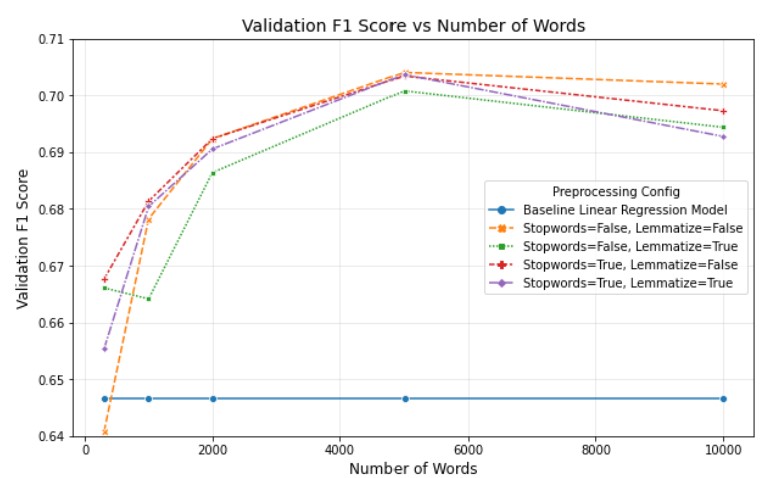 Validation F1 Score vs Number of Words
0.71
0.70
0.69
0.68
0.67
0.66
0.65
0.64
Validation F1 Score
Preprocessing Config
Baseline Linear Regression Model
Stopwords=False, Lemmatize=False
Stopwords=False, Lemmatize=True
Stopwords=True, Lemmatize=False
Stopwords=True, Lemmatize=True
0 2000 4000 6000 8000 10000
Number of Words